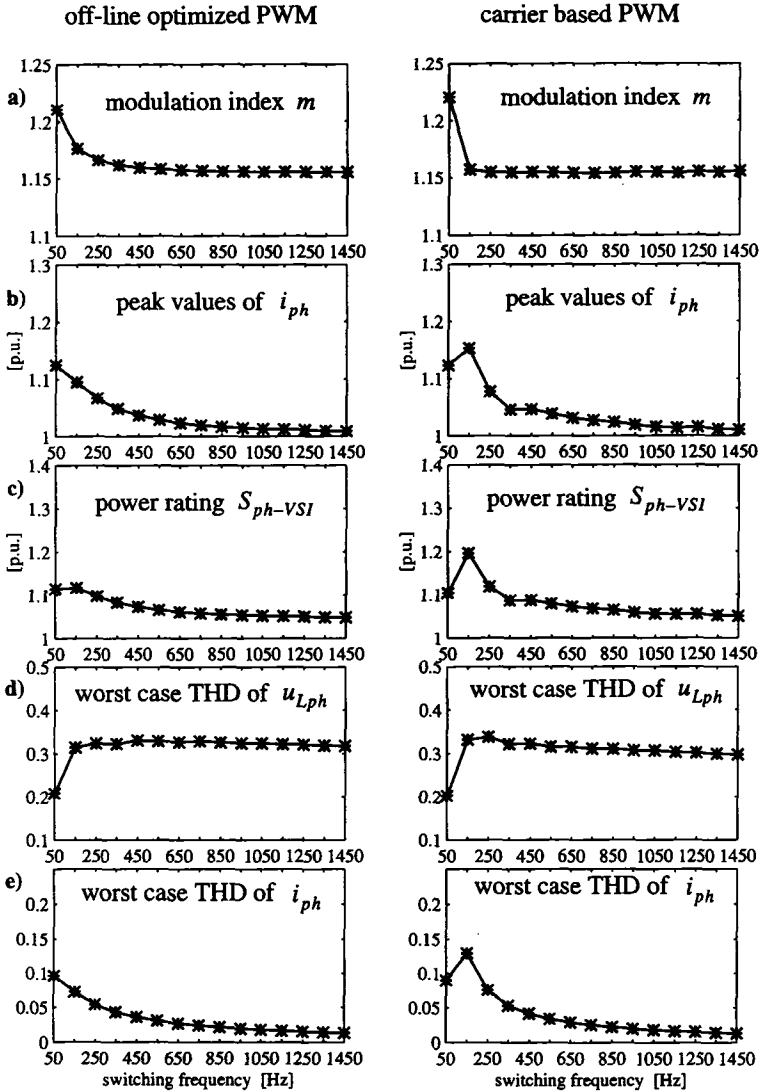 off-line optimized PWM
carrier based PWM
a)
modulation index m
1.25
1.2
1.15
1.1
50 250 450 650 850 1050 1250 1450
modulation index m
1.25
1.2
1.15
1.1
50 250 450 650 850 1050 1250 1450
b)
peak values of i_ph
[p.u.]
1.3
1.2
1.1
1
50 250 450 650 850 1050 1250 1450
peak values of i_ph
[p.u.]
1.3
1.2
1.1
1
50 250 450 650 850 1050 1250 1450
c)
power rating S_ph-VSI
[p.u.]
1.4
1.3
1.2
1.1
1
50 250 450 650 850 1050 1250 1450
power rating S_ph-VSI
[p.u.]
1.4
1.3
1.2
1.1
1
50 250 450 650 850 1050 1250 1450
d)
worst case THD of u_Lph
0.5
0.4
0.3
0.2
0.1
50 250 450 650 850 1050 1250 1450
worst case THD of u_Lph
0.5
0.4
0.3
0.2
0.1
50 250 450 650 850 1050 1250 1450
e)
worst case THD of i_ph
0.2
0.15
0.1
0.05
0
50 250 450 650 850 1050 1250 1450
switching frequency [Hz]
worst case THD of i_ph
0.2
0.15
0.1
0.05
0
50 250 450 650 850 1050 1250 1450
switching frequency [Hz]